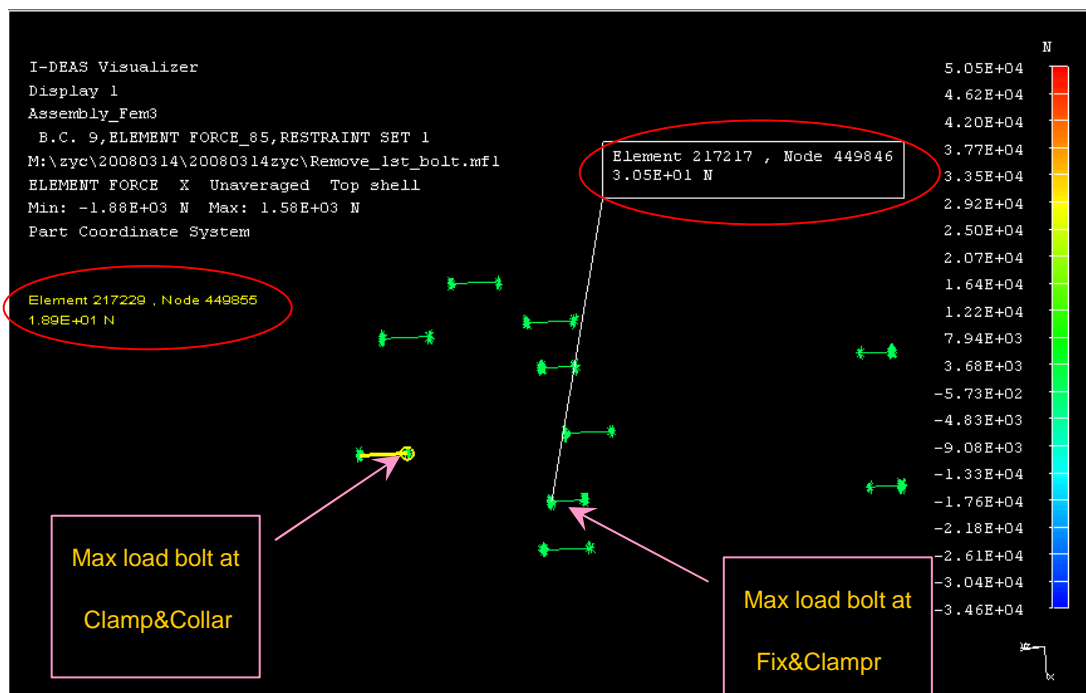 I-DEAS Visualizer
Display 1
Assembly_Fem3
B.C. 9,ELEMENT FORCE_85,RESTRAINT SET 1
M:\zyc\20080314\20080314zyc\Remove_1st_bolt.mf1
ELEMENT FORCE X Unaveraged Top shell
Min: -1.88E+03 N Max: 1.58E+03 N
Part Coordinate System
Element 217217 , Node 449846
3.05E+01 N
Element 217229 , Node 449855
1.89E+01 N
Max load bolt at
Clamp&Collar
Max load bolt at
Fix&Clampr
N
5.05E+04
4.62E+04
4.20E+04
3.77E+04
3.35E+04
2.92E+04
2.50E+04
2.07E+04
1.64E+04
1.22E+04
7.94E+03
3.68E+03
-5.73E+02
-4.83E+03
-9.08E+03
-1.33E+04
-1.76E+04
-2.18E+04
-2.61E+04
-3.04E+04
-3.46E+04